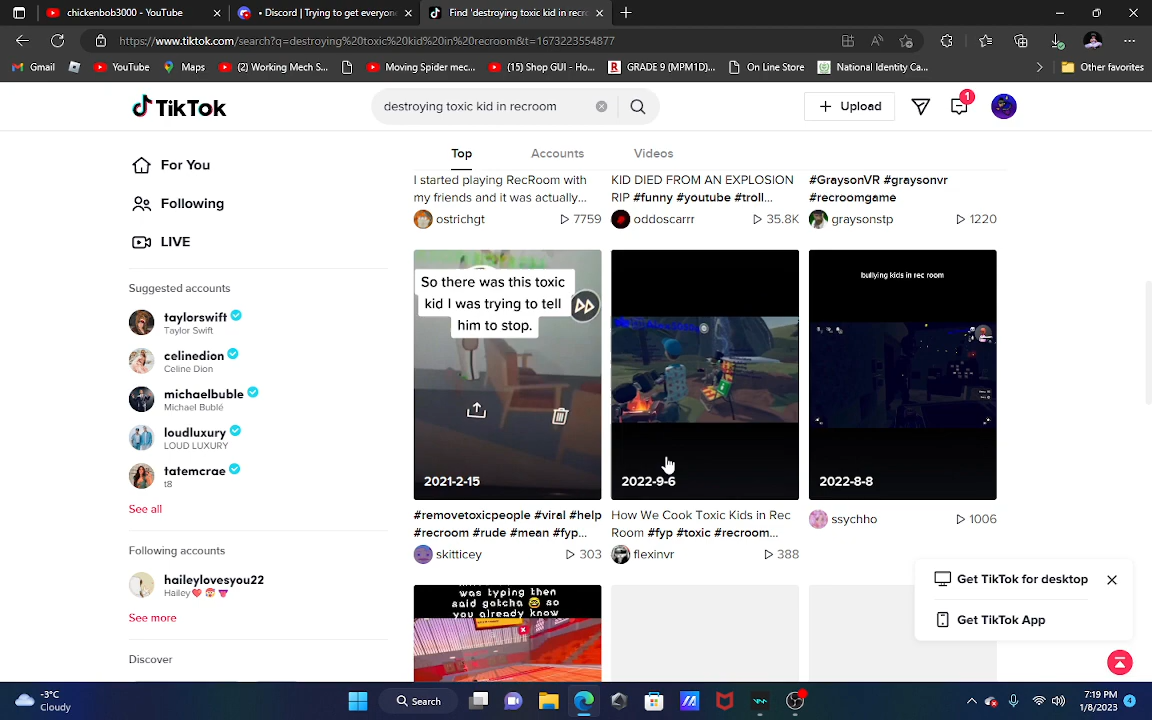 chickenbob3000 - YouTube
• Discord | Trying to get everyone
Find 'destroying toxic kid in recr
https://www.tiktok.com/search?q=destroying%20toxic%20kid%20in%20recroom&t=1673223554877
Gmail
YouTube
Maps
(2) Working Mech S...
Moving Spider mec...
(15) Shop GUI - Ho...
GRADE 9 (MPM1D)...
On Line Store
National Identity Ca...
Other favorites
TikTok
destroying toxic kid in recroom
Upload
1
For You
Following
LIVE
Suggested accounts
taylorswift
Taylor Swift
celinedion
Celine Dion
michaelbuble
Michael Bublé
loudluxury
LOUD LUXURY
tatemcrae
t8
See all
Following accounts
haileylovesyou22
Hailey
See more
Discover
Top
Accounts
Videos
I started playing RecRoom with
my friends and it was actually...
ostrichgt
7759
KID DIED FROM AN EXPLOSION
RIP #funny #youtube #troll...
oddoscarrr
35.8K
#GraysonVR #graysonvr
#recroomgame
graysonstp
1220
So there was this toxic
kid I was trying to tell
him to stop.
2021-2-15
2022-9-6
bullying kids in rec room
2022-8-8
#removetoxicpeople #viral #help
#recroom #rude #mean #fyp...
skitticey
303
How We Cook Toxic Kids in Rec
Room #fyp #toxic #recroom...
flexinvr
388
ssychho
1006
was typing then
said gotcha 🤓 so
you already know
Get TikTok for desktop
Get TikTok App
-3°C
Cloudy
Search
7:19 PM
1/8/2023
4